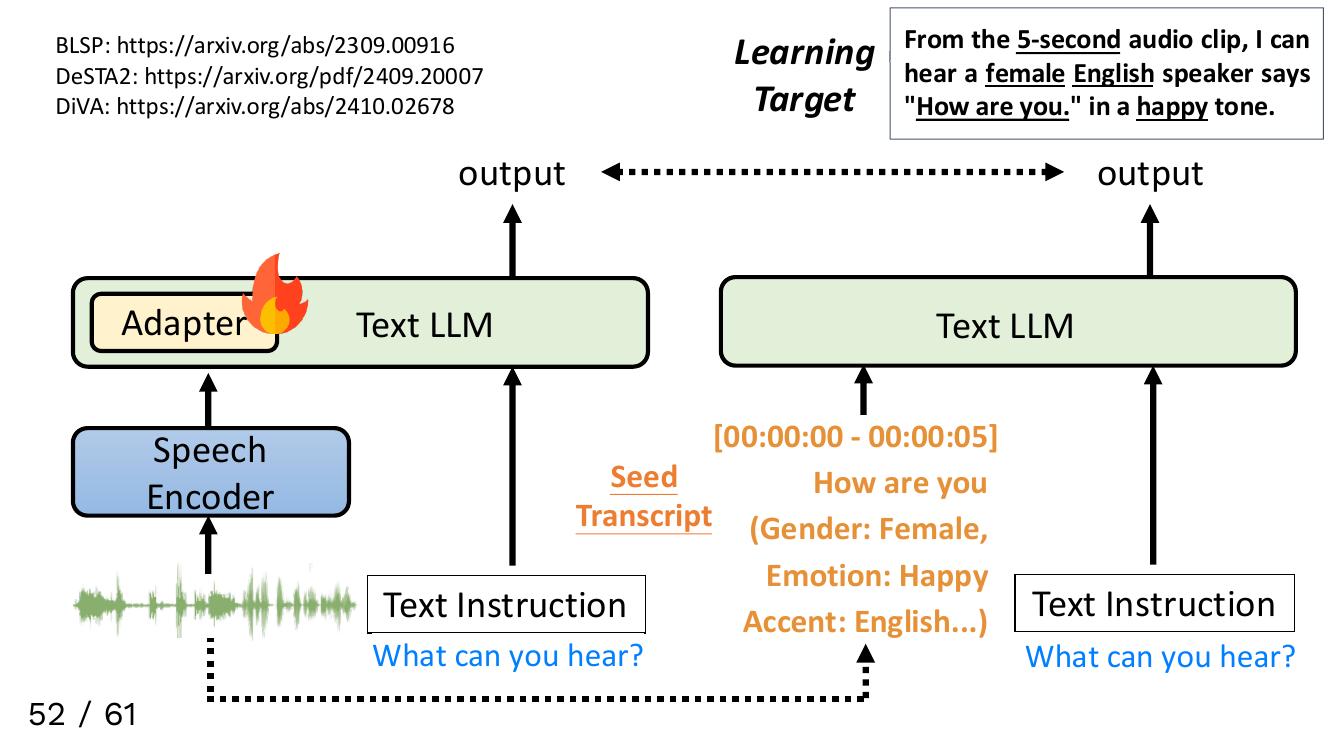 BLSP: https://arxiv.org/abs/2309.00916
DeSTA2: https://arxiv.org/pdf/2409.20007
DiVA: https://arxiv.org/abs/2410.02678
Learning
Target
From the 5-second audio clip, I can
hear a female English speaker says
"How are you." in a happy tone.
output
output
Adapter
Text LLM
Text LLM
Speech
Encoder
Seed
Transcript
[00:00:00 - 00:00:05]
How are you
(Gender: Female,
Emotion: Happy
Accent: English...)
Text Instruction
What can you hear?
Text Instruction
What can you hear?
52 / 61